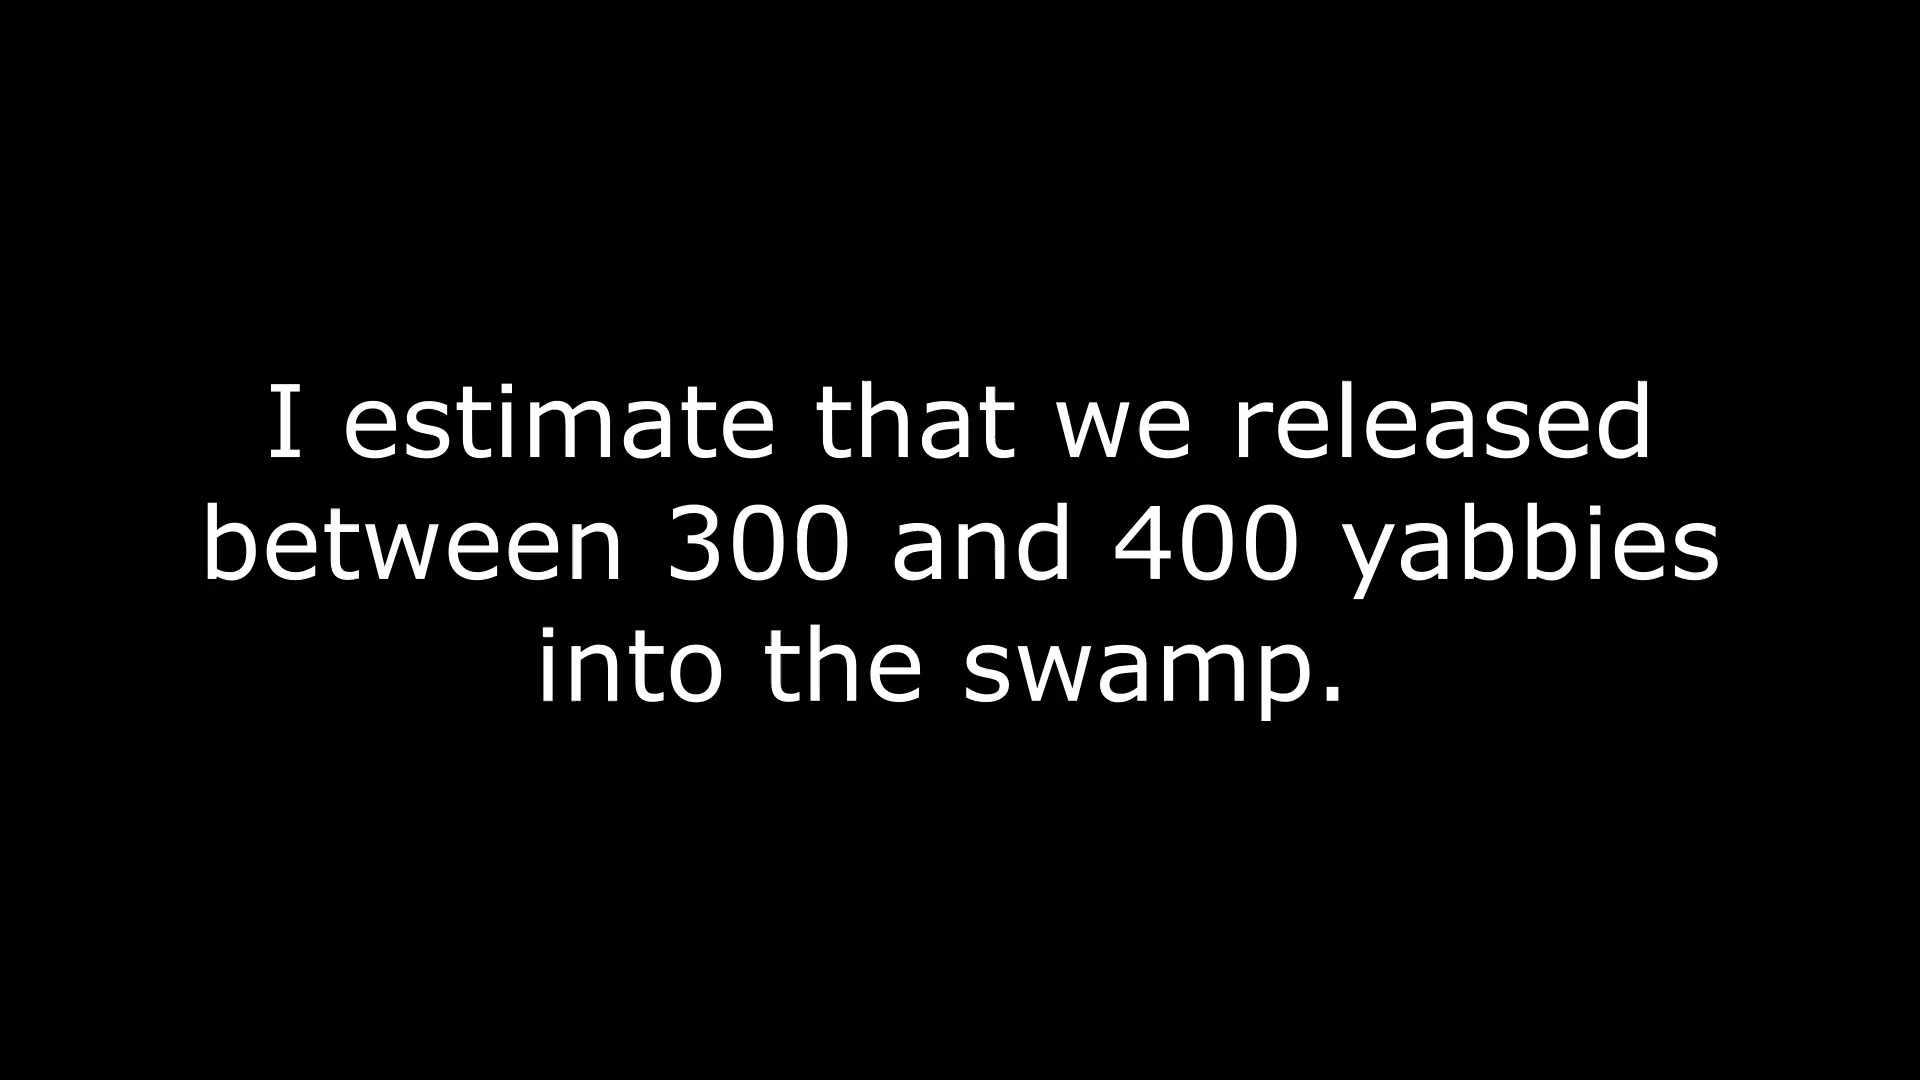 I estimate that we released
between 300 and 400 yabbies
into the swamp.